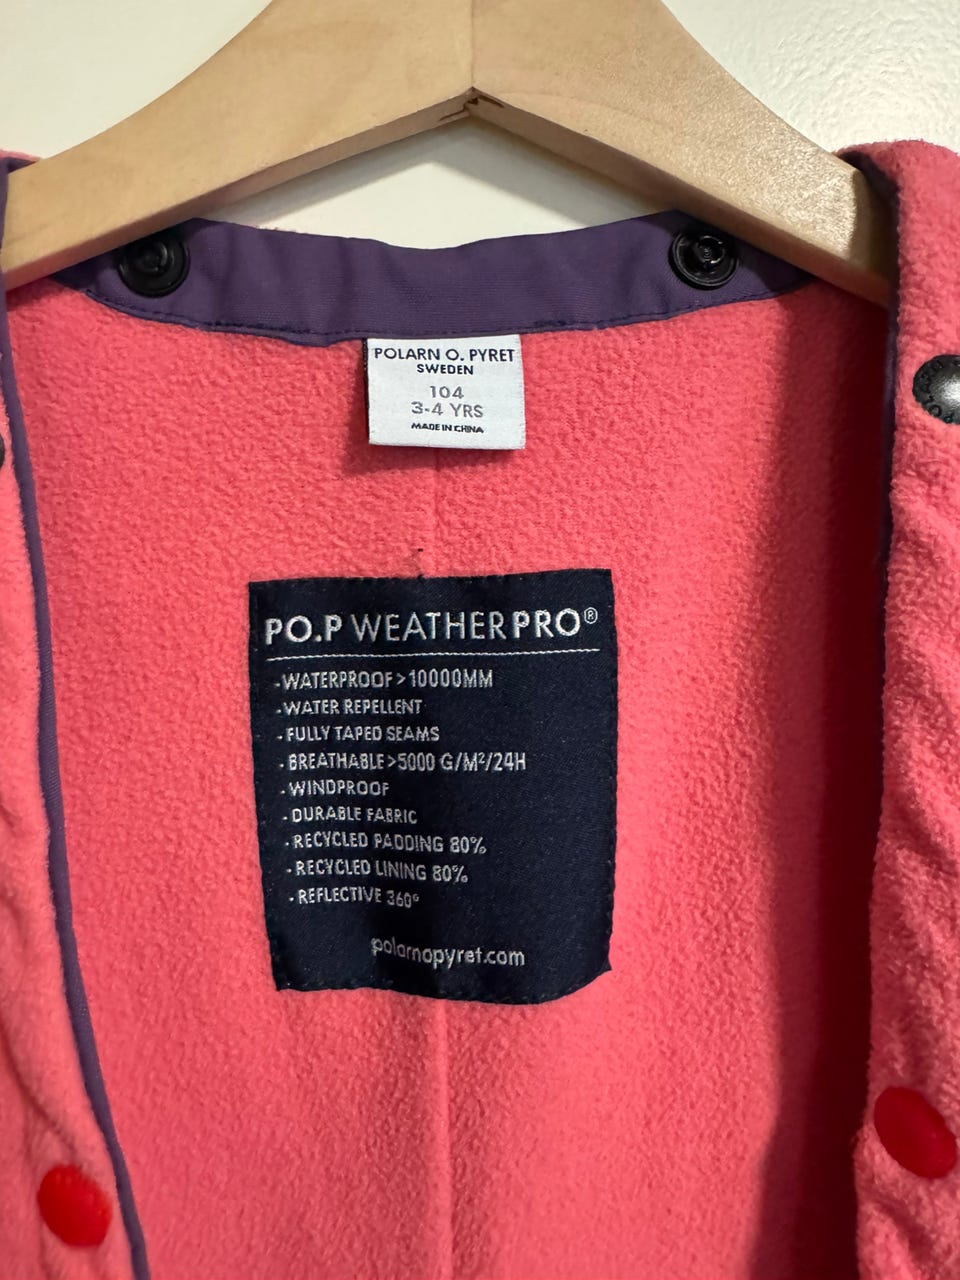 POLARN O. PYRET
SWEDEN
104
3-4 YRS
MADE IN CHINA
PO.P WEATHERPRO®
-WATERPROOF>10000MM
-WATER REPELLENT
-FULLY TAPED SEAMS
-BREATHABLE>5000 G/M²/24H
-WINDPROOF
-DURABLE FABRIC
-RECYCLED PADDING 80%
-RECYCLED LINING 80%
-REFLECTIVE 360°
polarnopyret.com